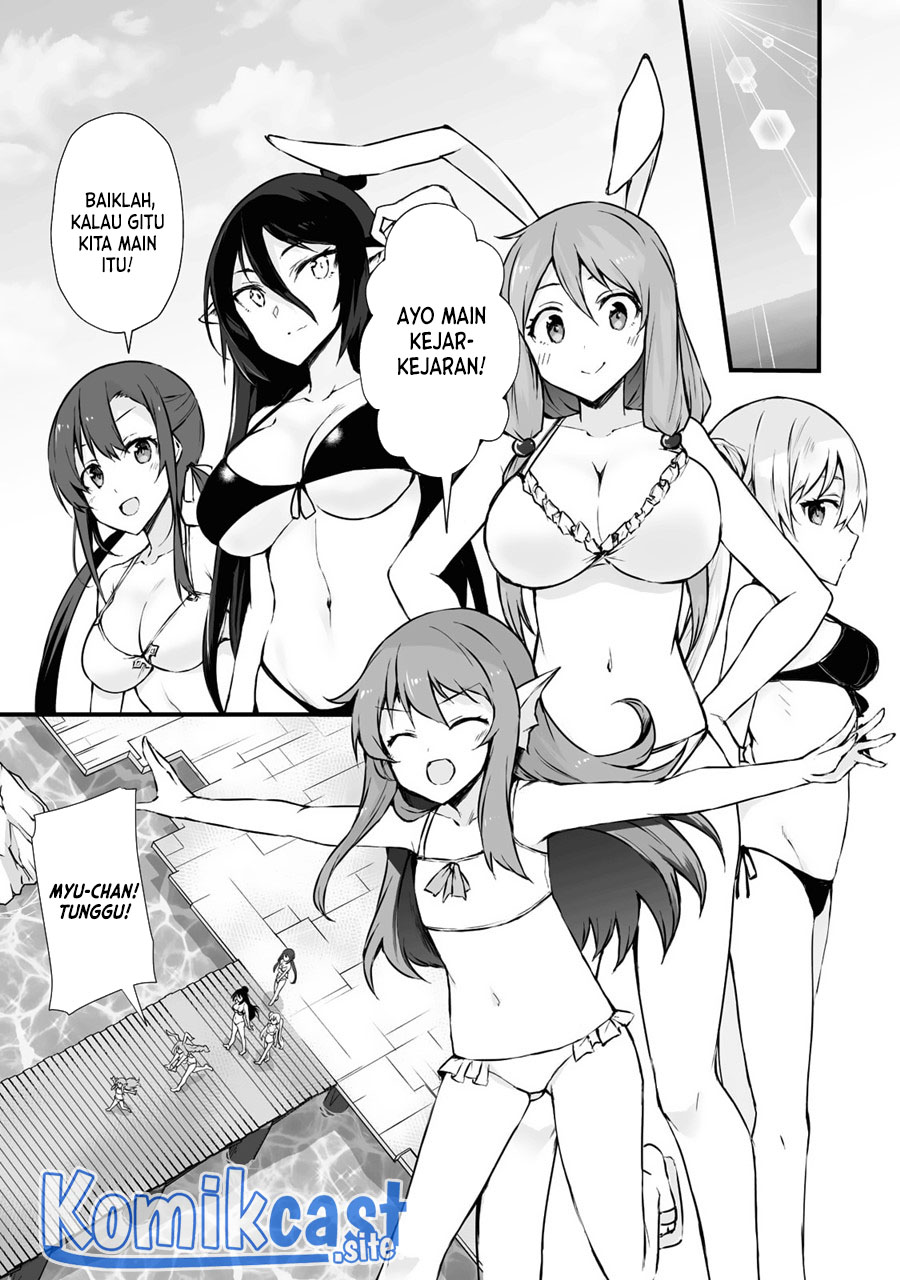 BAIKLAH,
KALAU GITU
KITA MAIN
ITU!
AYO MAIN
KEJAR-
KEJARAN!
MYU-CHAN!
TUNGGU!
Komikcast
.site